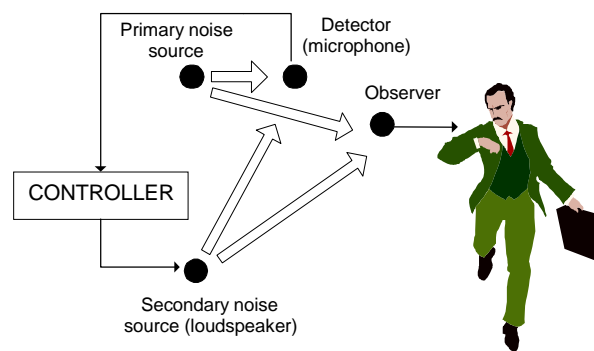 Primary noise
source
Detector
(microphone)
Observer
CONTROLLER
Secondary noise
source (loudspeaker)